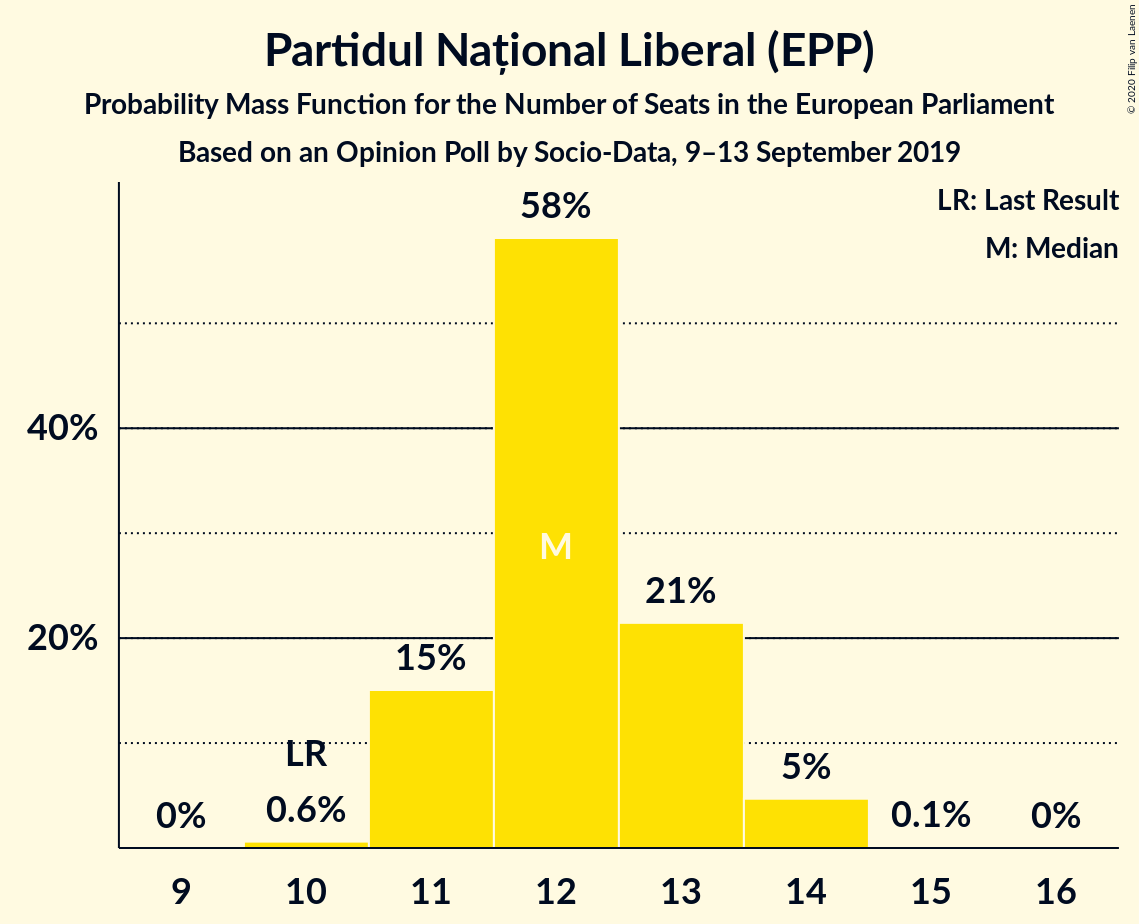 Partidul Național Liberal (EPP)
Probability Mass Function for the Number of Seats in the European Parliament
Based on an Opinion Poll by Socio-Data, 9–13 September 2019
© 2020 Filip van Laenen
LR: Last Result
M: Median
58%
40%
M
21%
20%
15%
LR
5%
0%
0.6%
0.1%
0%
9
10
11
12
13
14
15
16